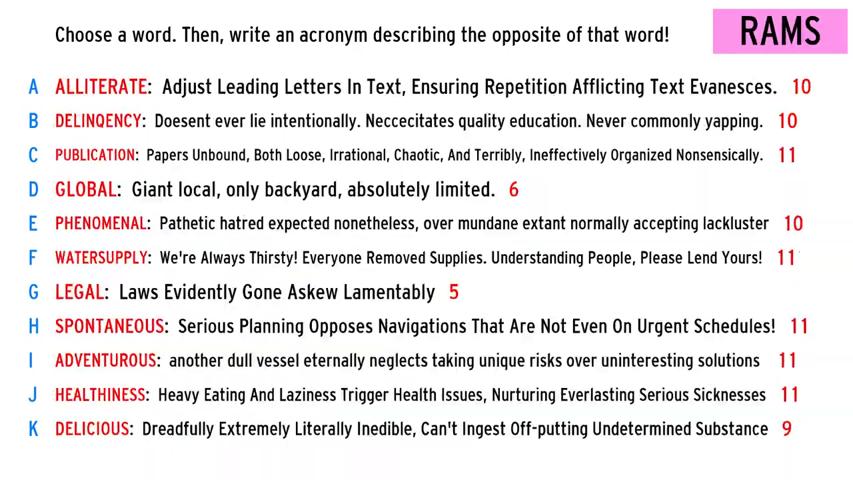 Choose a word. Then, write an acronym describing the opposite of that word!
RAMS
A ALLITERATE: Adjust Leading Letters In Text, Ensuring Repetition Afflicting Text Evanesces. 10
B DELINQENCY: Doesent ever lie intentionally. Neccecitates quality education. Never commonly yapping. 10
C PUBLICATION: Papers Unbound, Both Loose, Irrational, Chaotic, And Terribly, Ineffectively Organized Nonsensically. 11
D GLOBAL: Giant local, only backyard, absolutely limited. 6
E PHENOMENAL: Pathetic hatred expected nonetheless, over mundane extant normally accepting lackluster 10
F WATERSUPPLY: We're Always Thirsty! Everyone Removed Supplies. Understanding People, Please Lend Yours! 11
G LEGAL: Laws Evidently Gone Askew Lamentably 5
H SPONTANEOUS: Serious Planning Opposes Navigations That Are Not Even On Urgent Schedules! 11
I ADVENTUROUS: another dull vessel eternally neglects taking unique risks over uninteresting solutions 11
J HEALTHINESS: Heavy Eating And Laziness Trigger Health Issues, Nurturing Everlasting Serious Sicknesses 11
K DELICIOUS: Dreadfully Extremely Literally Inedible, Can't Ingest Off-putting Undetermined Substance 9